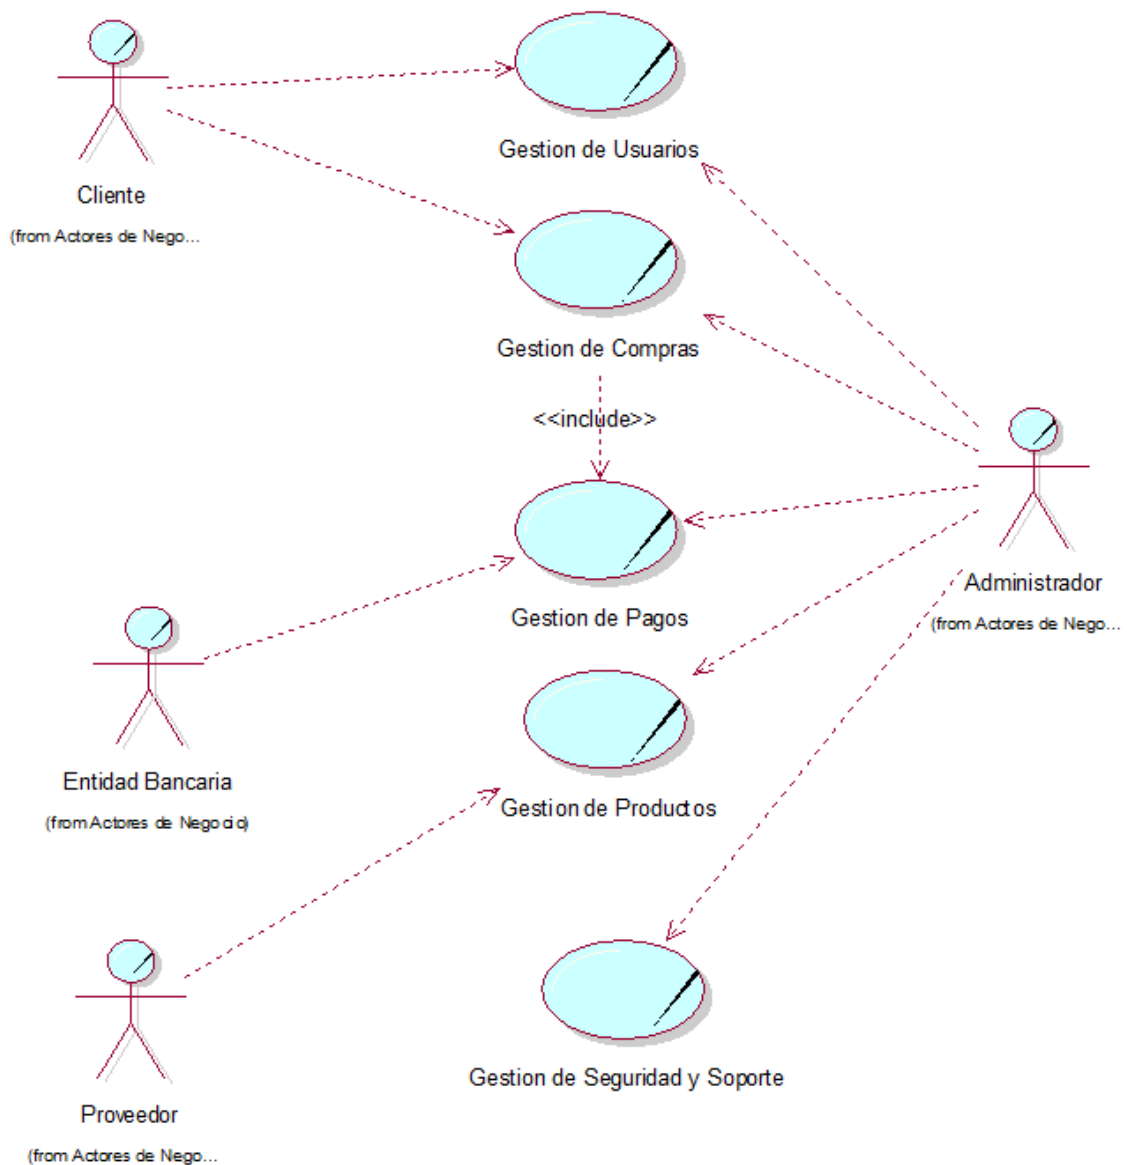 Gestion de Usuarios
Cliente
(from Actores de Nego...
Gestion de Compras
<<include>>
Administrador
(from Actores de Nego...
Gestion de Pagos
Entidad Bancaria
(from Actores de Negocio)
Gestion de Productos
Gestion de Seguridad y Soporte
Proveedor
(from Actores de Nego...